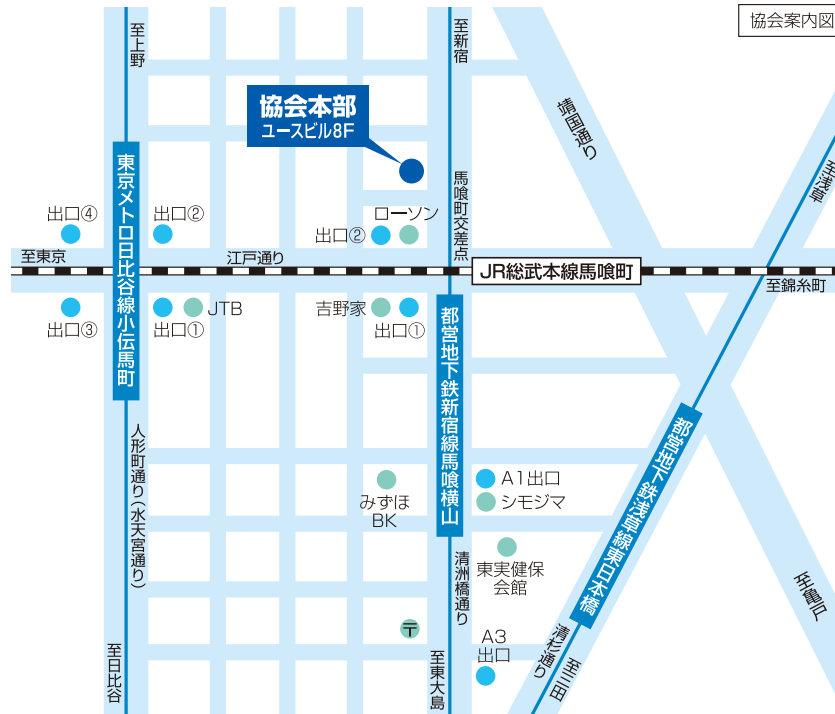 協会案内図
至上野
至新宿
協会本部
ユースビル8F
靖国通り
至浅草
東京メトロ日比谷線小伝馬町
馬喰町交差点
出口④
出口②
出口②
ローソン
至東京
江戸通り
JR総武本線馬喰町
至錦糸町
出口③
出口①
JTB
吉野家
出口①
都営地下鉄新宿線馬喰横山
都営地下鉄浅草線東日本橋
人形町通り(水天宮通り)
みずほ
BK
A1出口
シモジマ
東実健保
会館
清洲橋通り
至亀戸
〒
A3
出口
清杉通り
至三田
至日比谷
至東大島